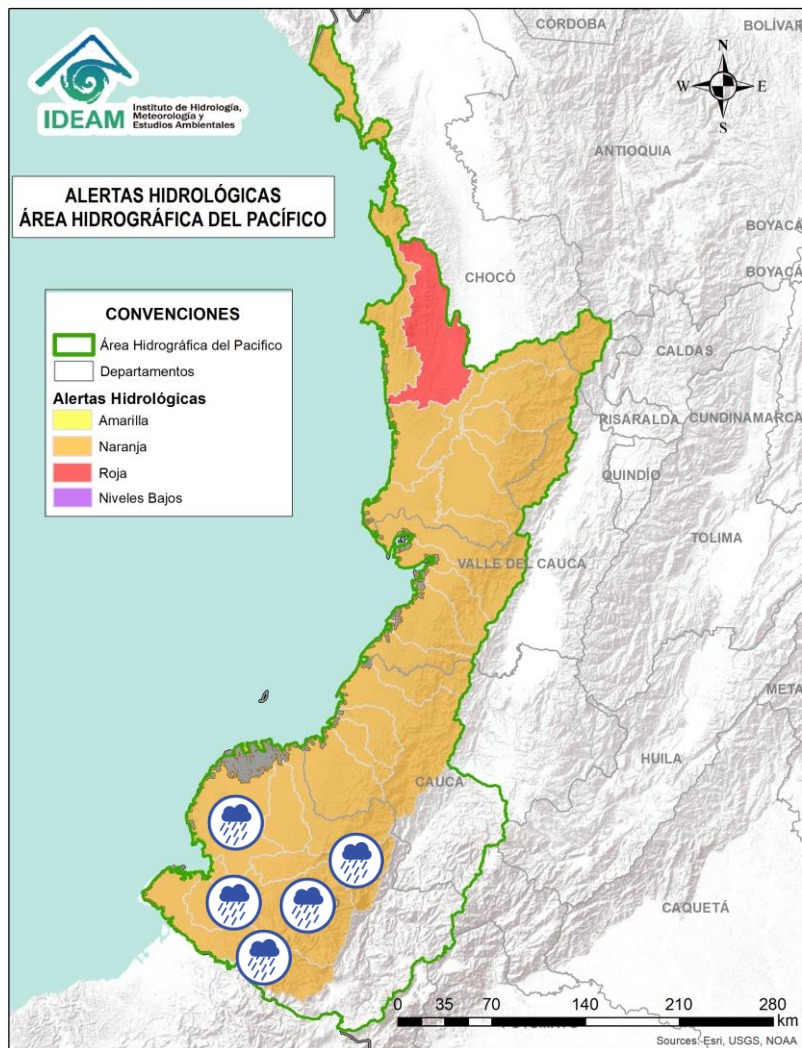 CÓRDOBA
BOLÍVAR
IDEAM
Instituto de Hidrología,
Meteorología y
Estudios Ambientales
N
W
E
S
ANTIOQUIA
ALERTAS HIDROLÓGICAS
ÁREA HIDROGRÁFICA DEL PACÍFICO
BOYACÁ
BOYACÁ
CHOCÓ
CONVENCIONES
Área Hidrográfica del Pacifico
Departamentos
Alertas Hidrológicas
Amarilla
Naranja
Roja
Niveles Bajos
CALDAS
RISARALDA
CUNDINAMARCA
QUINDÍO
TOLIMA
VALLE DEL CAUCA
META
HUILA
CAUCA
CAQUETÁ
0 35 70 140 210 280
km
Sources: Esri, USGS, NOAA